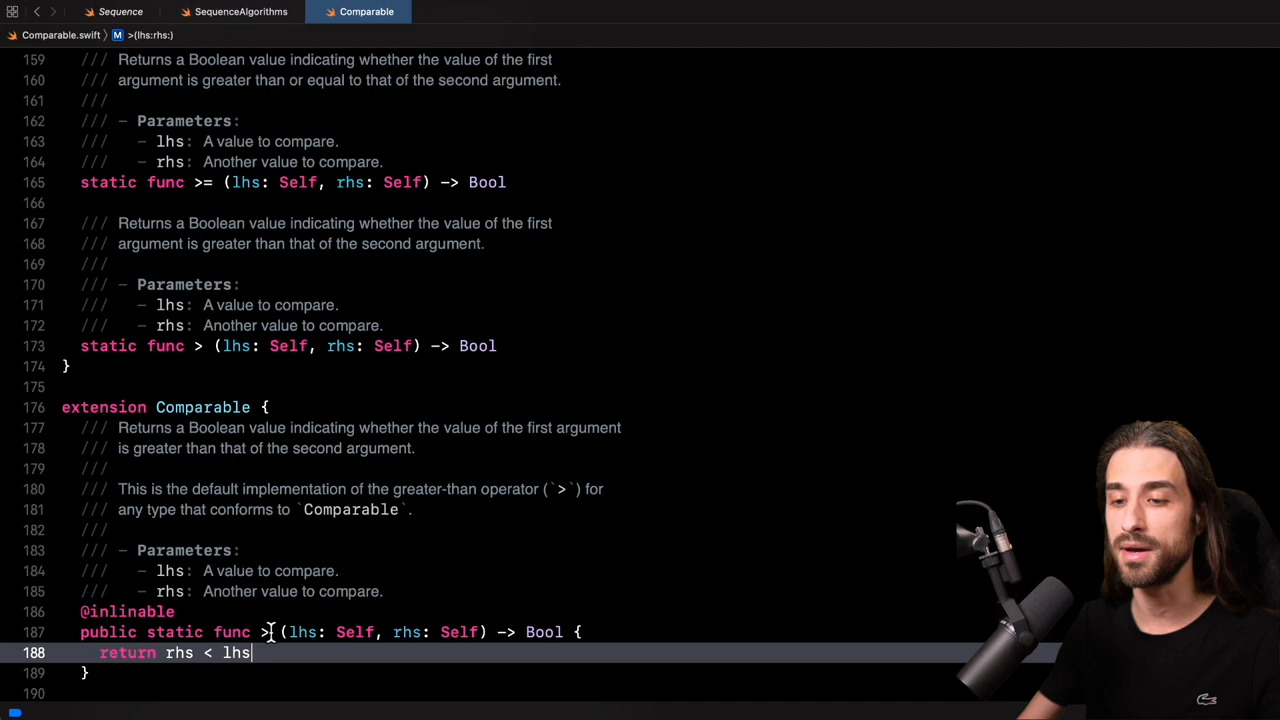 Sequence
SequenceAlgorithms
Comparable
Comparable.swift 〉 M >(lhs:rhs:)
159 /// Returns a Boolean value indicating whether the value of the first
160 /// argument is greater than or equal to that of the second argument.
161 ///
162 /// - Parameters:
163 /// - lhs: A value to compare.
164 /// - rhs: Another value to compare.
165 static func >= (lhs: Self, rhs: Self) -> Bool
166
167 /// Returns a Boolean value indicating whether the value of the first
168 /// argument is greater than that of the second argument.
169 ///
170 /// - Parameters:
171 /// - lhs: A value to compare.
172 /// - rhs: Another value to compare.
173 static func > (lhs: Self, rhs: Self) -> Bool
174 }
175
176 extension Comparable {
177 /// Returns a Boolean value indicating whether the value of the first argument
178 /// is greater than that of the second argument.
179 ///
180 /// This is the default implementation of the greater-than operator (`>`) for
181 /// any type that conforms to `Comparable`.
182 ///
183 /// - Parameters:
184 /// - lhs: A value to compare.
185 /// - rhs: Another value to compare.
186 @inlinable
187 public static func > (lhs: Self, rhs: Self) -> Bool {
188 return rhs < lhs
189 }
190